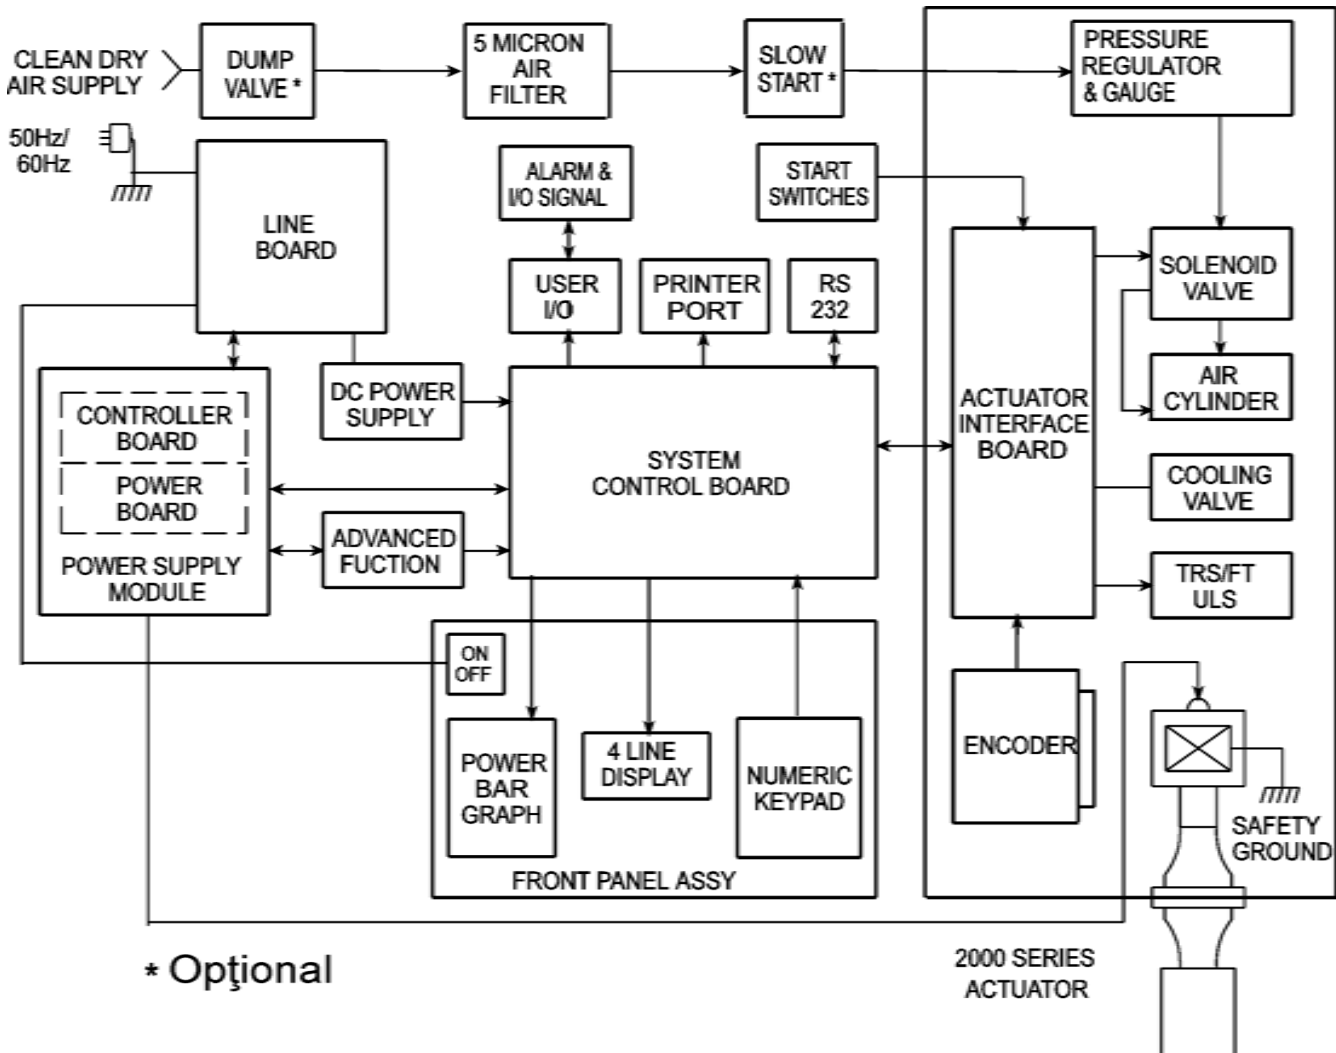 CLEAN DRY
AIR SUPPLY
DUMP
VALVE *
5 MICRON
AIR
FILTER
SLOW
START *
PRESSURE
REGULATOR
& GAUGE
50Hz/
60Hz
LINE
BOARD
ALARM &
I/O SIGNAL
START
SWITCHES
USER
I/O
PRINTER
PORT
RS
232
SOLENOID
VALVE
DC POWER
SUPPLY
CONTROLLER
BOARD
POWER
BOARD
POWER SUPPLY
MODULE
ADVANCED
FUCTION
SYSTEM
CONTROL BOARD
ACTUATOR
INTERFACE
BOARD
AIR
CYLINDER
COOLING
VALVE
TRS/FT
ULS
ON
OFF
POWER
BAR
GRAPH
4 LINE
DISPLAY
NUMERIC
KEYPAD
FRONT PANEL ASSY
ENCODER
SAFETY
GROUND
* Opţional
2000 SERIES
ACTUATOR